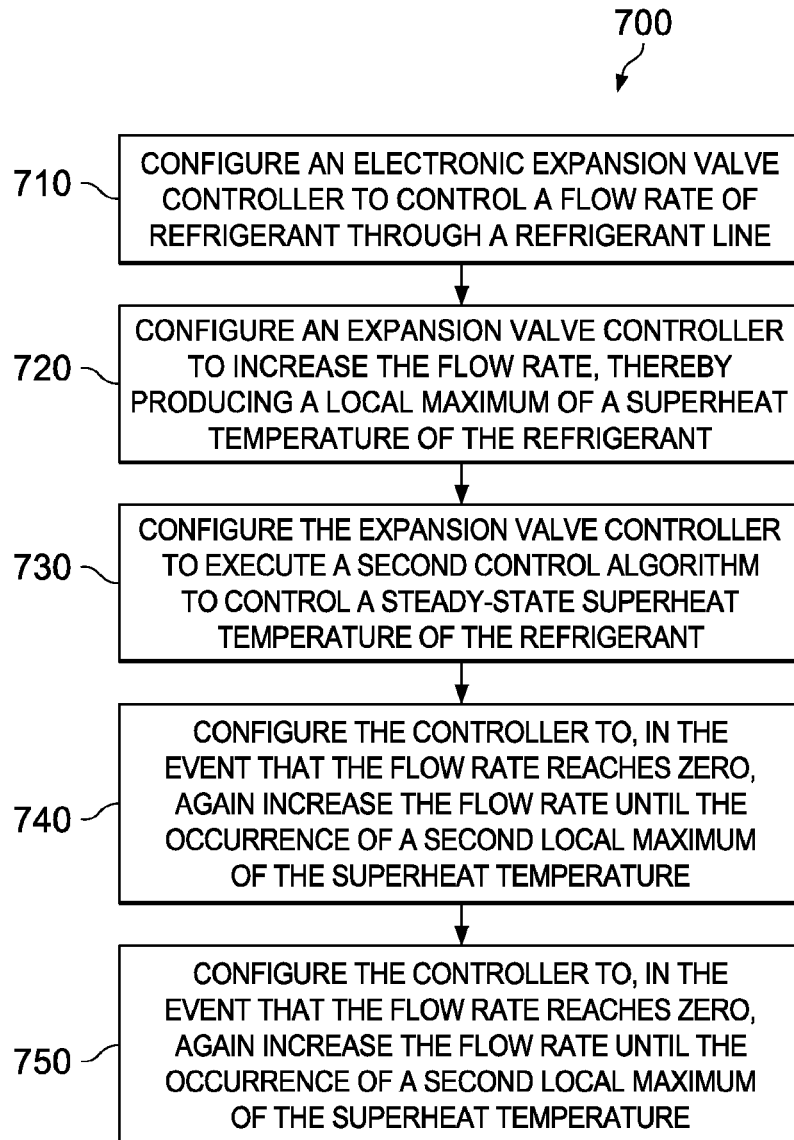 700
710
CONFIGURE AN ELECTRONIC EXPANSION VALVE
CONTROLLER TO CONTROL A FLOW RATE OF
REFRIGERANT THROUGH A REFRIGERANT LINE
720
CONFIGURE AN EXPANSION VALVE CONTROLLER
TO INCREASE THE FLOW RATE, THEREBY
PRODUCING A LOCAL MAXIMUM OF A SUPERHEAT
TEMPERATURE OF THE REFRIGERANT
730
CONFIGURE THE EXPANSION VALVE CONTROLLER
TO EXECUTE A SECOND CONTROL ALGORITHM
TO CONTROL A STEADY-STATE SUPERHEAT
TEMPERATURE OF THE REFRIGERANT
740
CONFIGURE THE CONTROLLER TO, IN THE
EVENT THAT THE FLOW RATE REACHES ZERO,
AGAIN INCREASE THE FLOW RATE UNTIL THE
OCCURRENCE OF A SECOND LOCAL MAXIMUM
OF THE SUPERHEAT TEMPERATURE
750
CONFIGURE THE CONTROLLER TO, IN THE
EVENT THAT THE FLOW RATE REACHES ZERO,
AGAIN INCREASE THE FLOW RATE UNTIL THE
OCCURRENCE OF A SECOND LOCAL MAXIMUM
OF THE SUPERHEAT TEMPERATURE